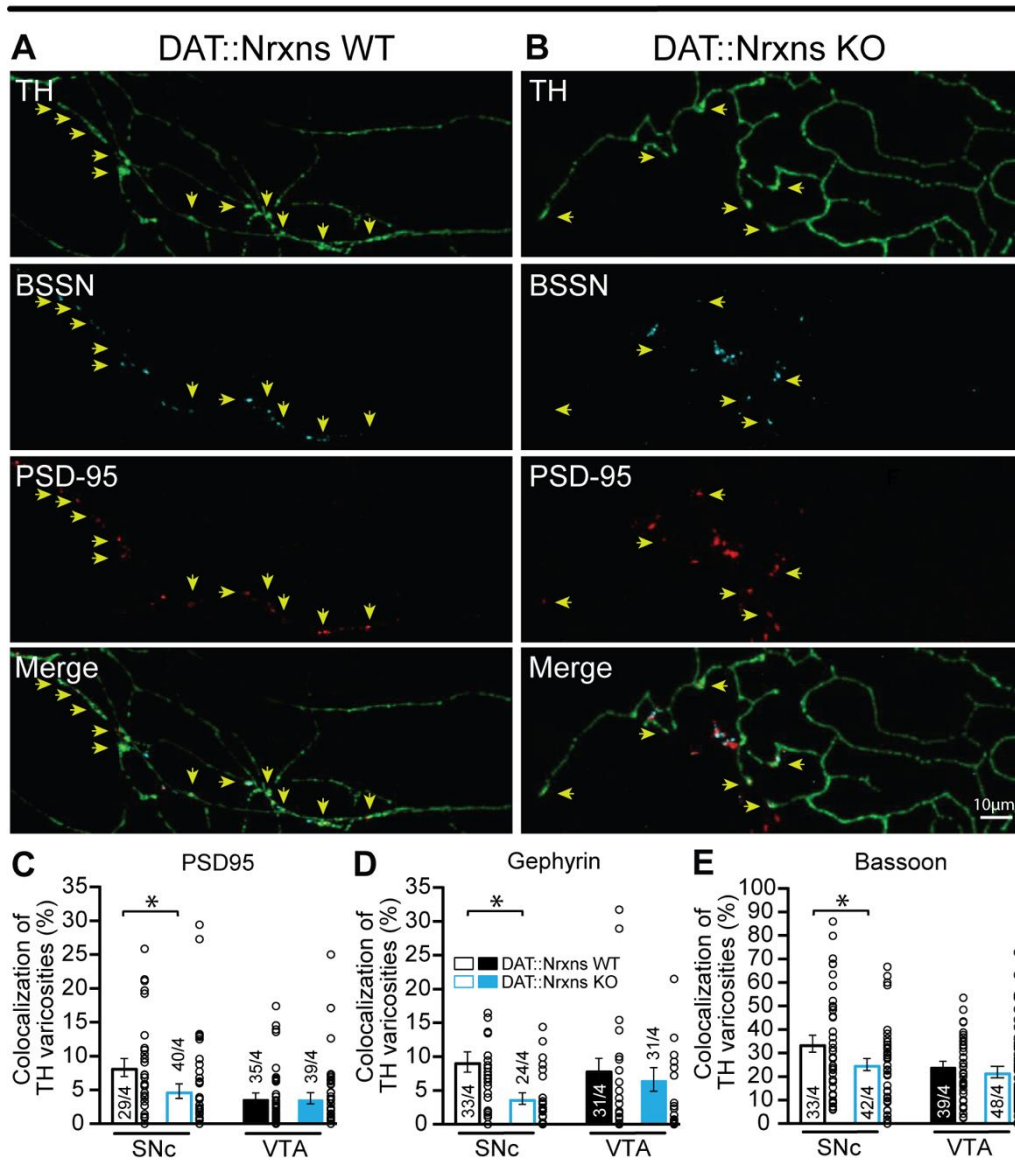 A DAT::Nrxns WT
B DAT::Nrxns KO
TH
TH
BSSN
BSSN
PSD-95
PSD-95
Merge
Merge
10µm
C PSD95
Colocalization of
TH varicosities (%)
35
30
25
20
15
10
5
0
*
29/4
40/4
35/4
39/4
SNc
VTA
D Gephyrin
Colocalization of
TH varicosities (%)
35
30
25
20
15
10
5
0
*
DAT::Nrxns WT
DAT::Nrxns KO
33/4
24/4
31/4
31/4
SNc
VTA
E Bassoon
Colocalization of
TH varicosities (%)
100
90
80
70
60
50
40
30
20
10
0
*
33/4
42/4
39/4
48/4
SNc
VTA